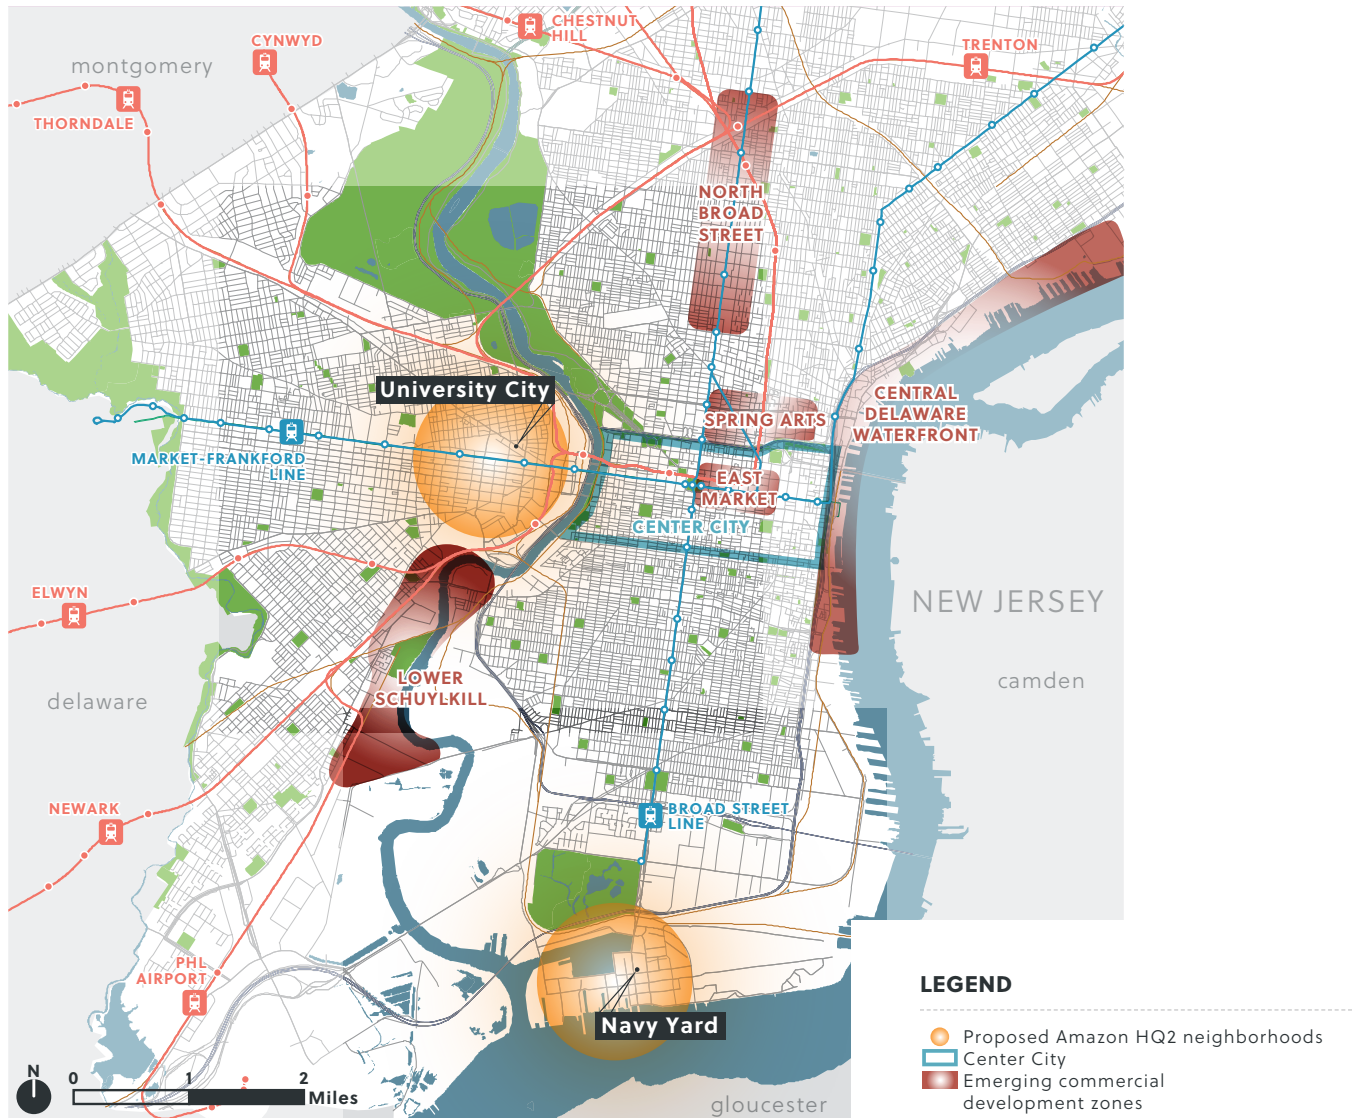 CHESTNUT
HILL
CYNWYD
TRENTON
montgomery
THORNDALE
NORTH
BROAD
STREET
University City
CENTRAL
DELAWARE
WATERFRONT
SPRING ARTS
MARKET-FRANKFORD
LINE
EAST
MARKET
CENTER CITY
ELWYN
NEW JERSEY
LOWER
SCHUYLKILL
camden
delaware
NEWARK
BROAD STREET
LINE
PHL
AIRPORT
Navy Yard
LEGEND
Proposed Amazon HQ2 neighborhoods
Center City
Emerging commercial
development zones
N
0 1 2
Miles
gloucester